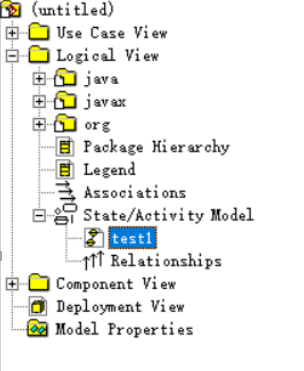 (untitled)
Use Case View
Logical View
java
javax
org
Package Hierarchy
Legend
Associations
State/Activity Model
test1
Relationships
Component View
Deployment View
Model Properties